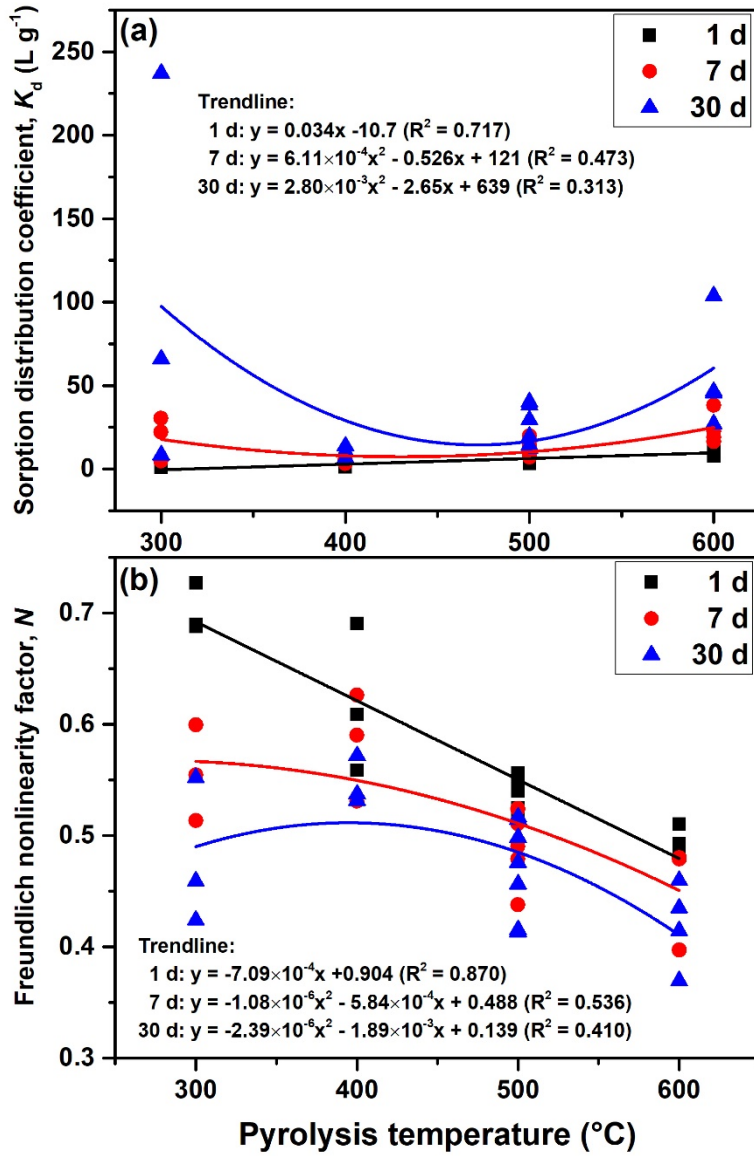 (a)
1 d
7 d
30 d
Sorption distribution coefficient, K_d (L g⁻¹)
250
200
150
100
50
0
Trendline:
1 d: y = 0.034x -10.7 (R² = 0.717)
7 d: y = 6.11×10⁻⁴x² - 0.526x + 121 (R² = 0.473)
30 d: y = 2.80×10⁻³x² - 2.65x + 639 (R² = 0.313)
300 400 500 600
(b)
1 d
7 d
30 d
Freundlich nonlinearity factor, N
0.7
0.6
0.5
0.4
0.3
Trendline:
1 d: y = -7.09×10⁻⁴x +0.904 (R² = 0.870)
7 d: y = -1.08×10⁻⁶x² - 5.84×10⁻⁴x + 0.488 (R² = 0.536)
30 d: y = -2.39×10⁻⁶x² - 1.89×10⁻³x + 0.139 (R² = 0.410)
300 400 500 600
Pyrolysis temperature (°C)